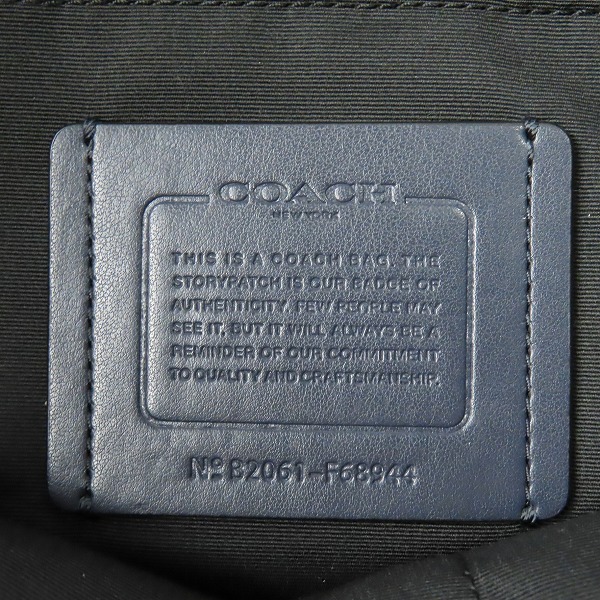 COACH
NEW YORK
THIS IS A COACH BAG. THE
STORYPATCH IS OUR BADGE OF
AUTHENTICITY. FEW PEOPLE MAY
SEE IT. BUT IT WILL ALWAYS BE A
REMINDER OF OUR COMMITMENT
TO QUALITY AND CRAFTSMANSHIP.
Nº B2061-F68944